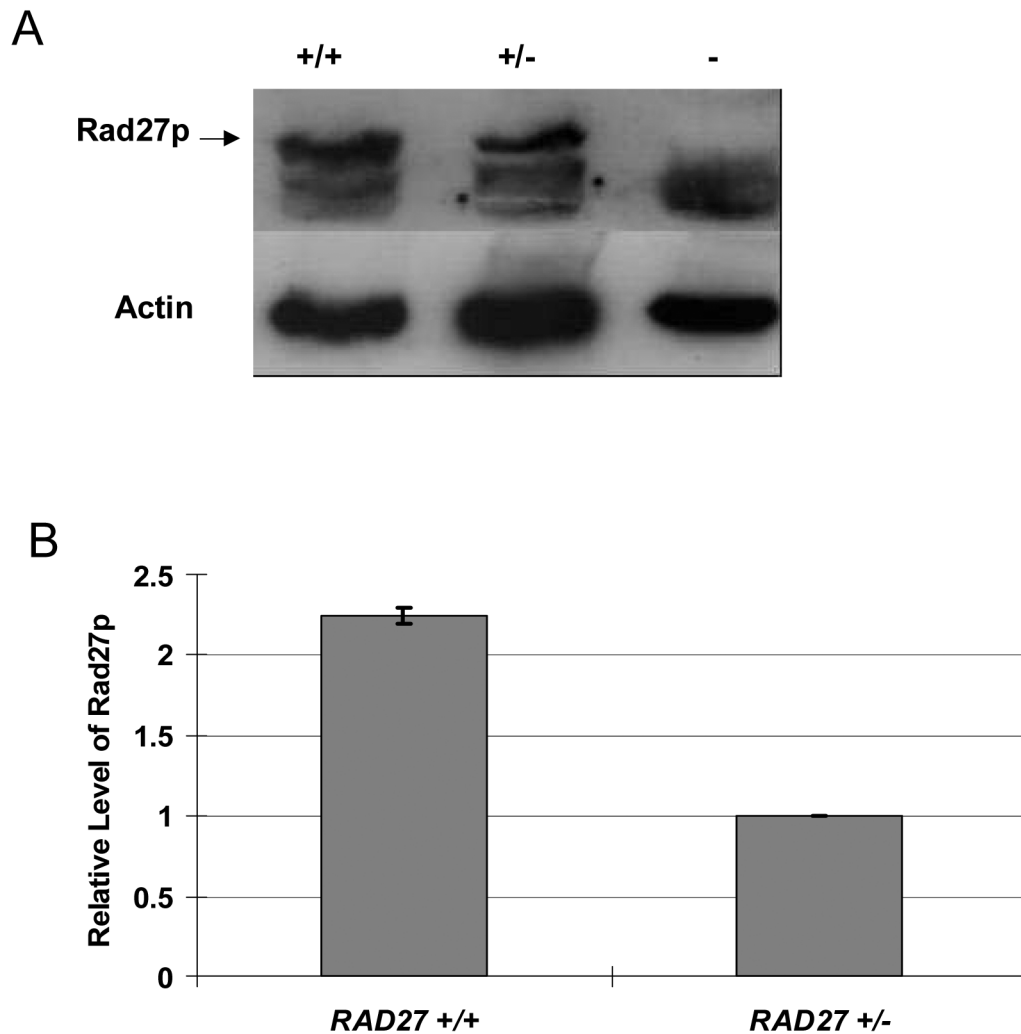 A
+/+ +/- -
Rad27p
Actin
B
Relative Level of Rad27p
2.5
2
1.5
1
0.5
0
RAD27 +/+ RAD27 +/-